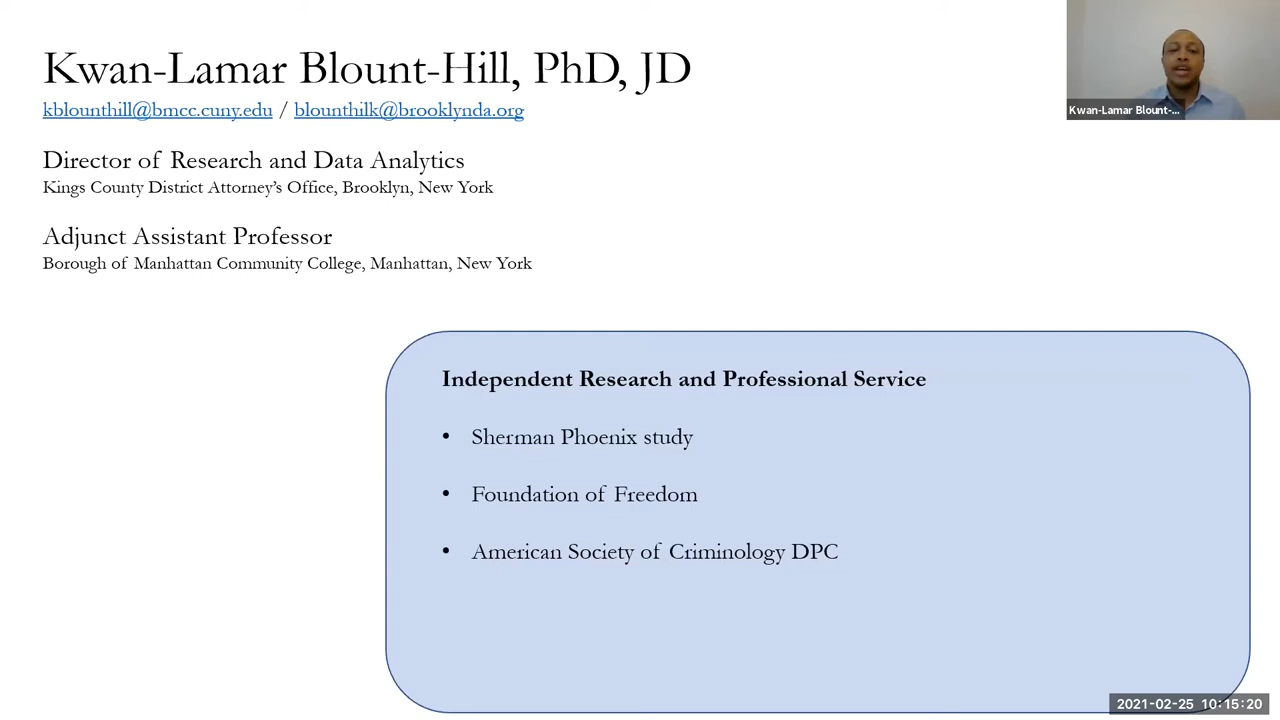 Kwan-Lamar Blount-Hill, PhD, JD
kblounthill@bmcc.cuny.edu / blounthilk@brooklynda.org
Director of Research and Data Analytics
Kings County District Attorney's Office, Brooklyn, New York
Adjunct Assistant Professor
Borough of Manhattan Community College, Manhattan, New York
Kwan-Lamar Blount-...
Independent Research and Professional Service
• Sherman Phoenix study
• Foundation of Freedom
• American Society of Criminology DPC
2021-02-25 10:15:20